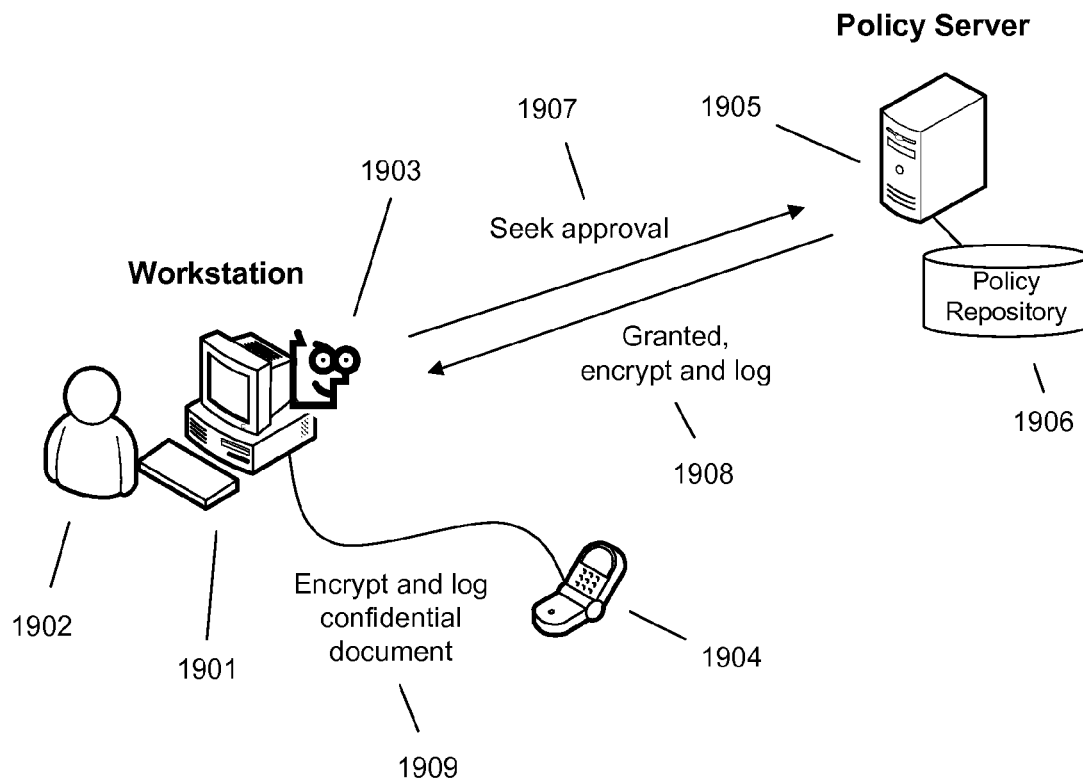 Policy Server
1907
1905
1903
Seek approval
Workstation
Policy
Repository
Granted,
encrypt and log
1906
1908
Encrypt and log
confidential
document
1902
1901
1904
1909